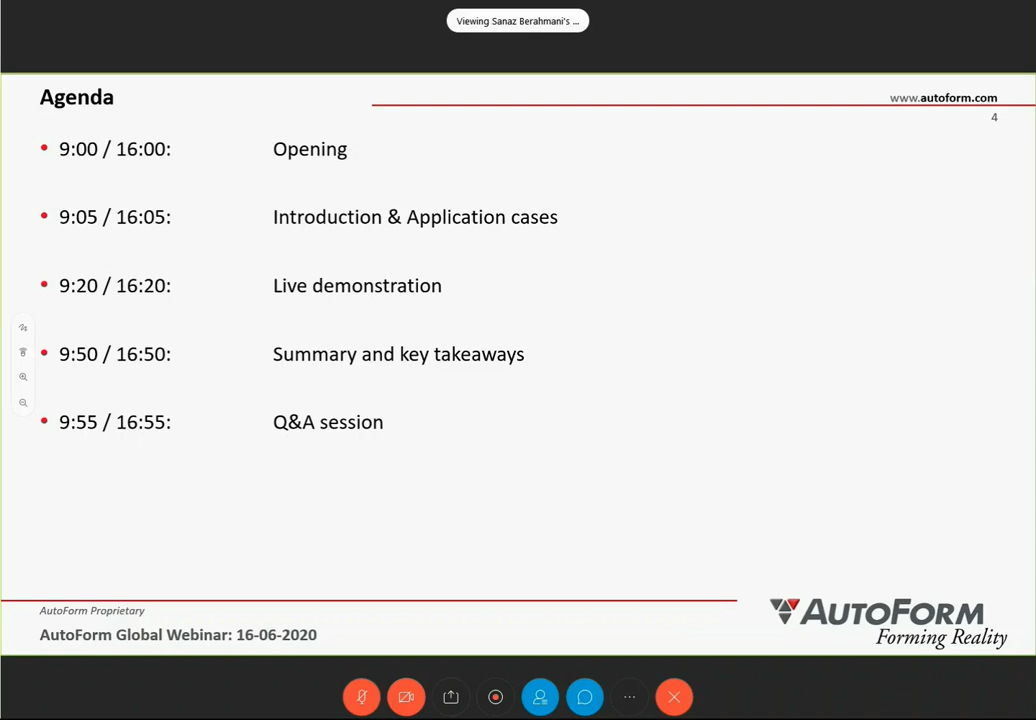 Viewing Sanaz Berahmani's ...
Agenda
www.autoform.com
4
• 9:00 / 16:00: Opening
• 9:05 / 16:05: Introduction & Application cases
• 9:20 / 16:20: Live demonstration
• 9:50 / 16:50: Summary and key takeaways
• 9:55 / 16:55: Q&A session
AutoForm Proprietary
AutoForm Global Webinar: 16-06-2020
AUTOFORM
Forming Reality